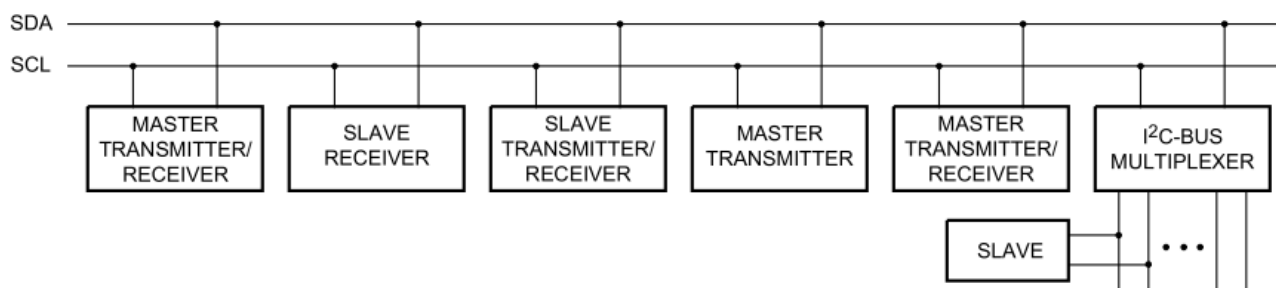 SDA
SCL
MASTER
TRANSMITTER/
RECEIVER
SLAVE
RECEIVER
SLAVE
TRANSMITTER/
RECEIVER
MASTER
TRANSMITTER
MASTER
TRANSMITTER/
RECEIVER
I²C-BUS
MULTIPLEXER
SLAVE